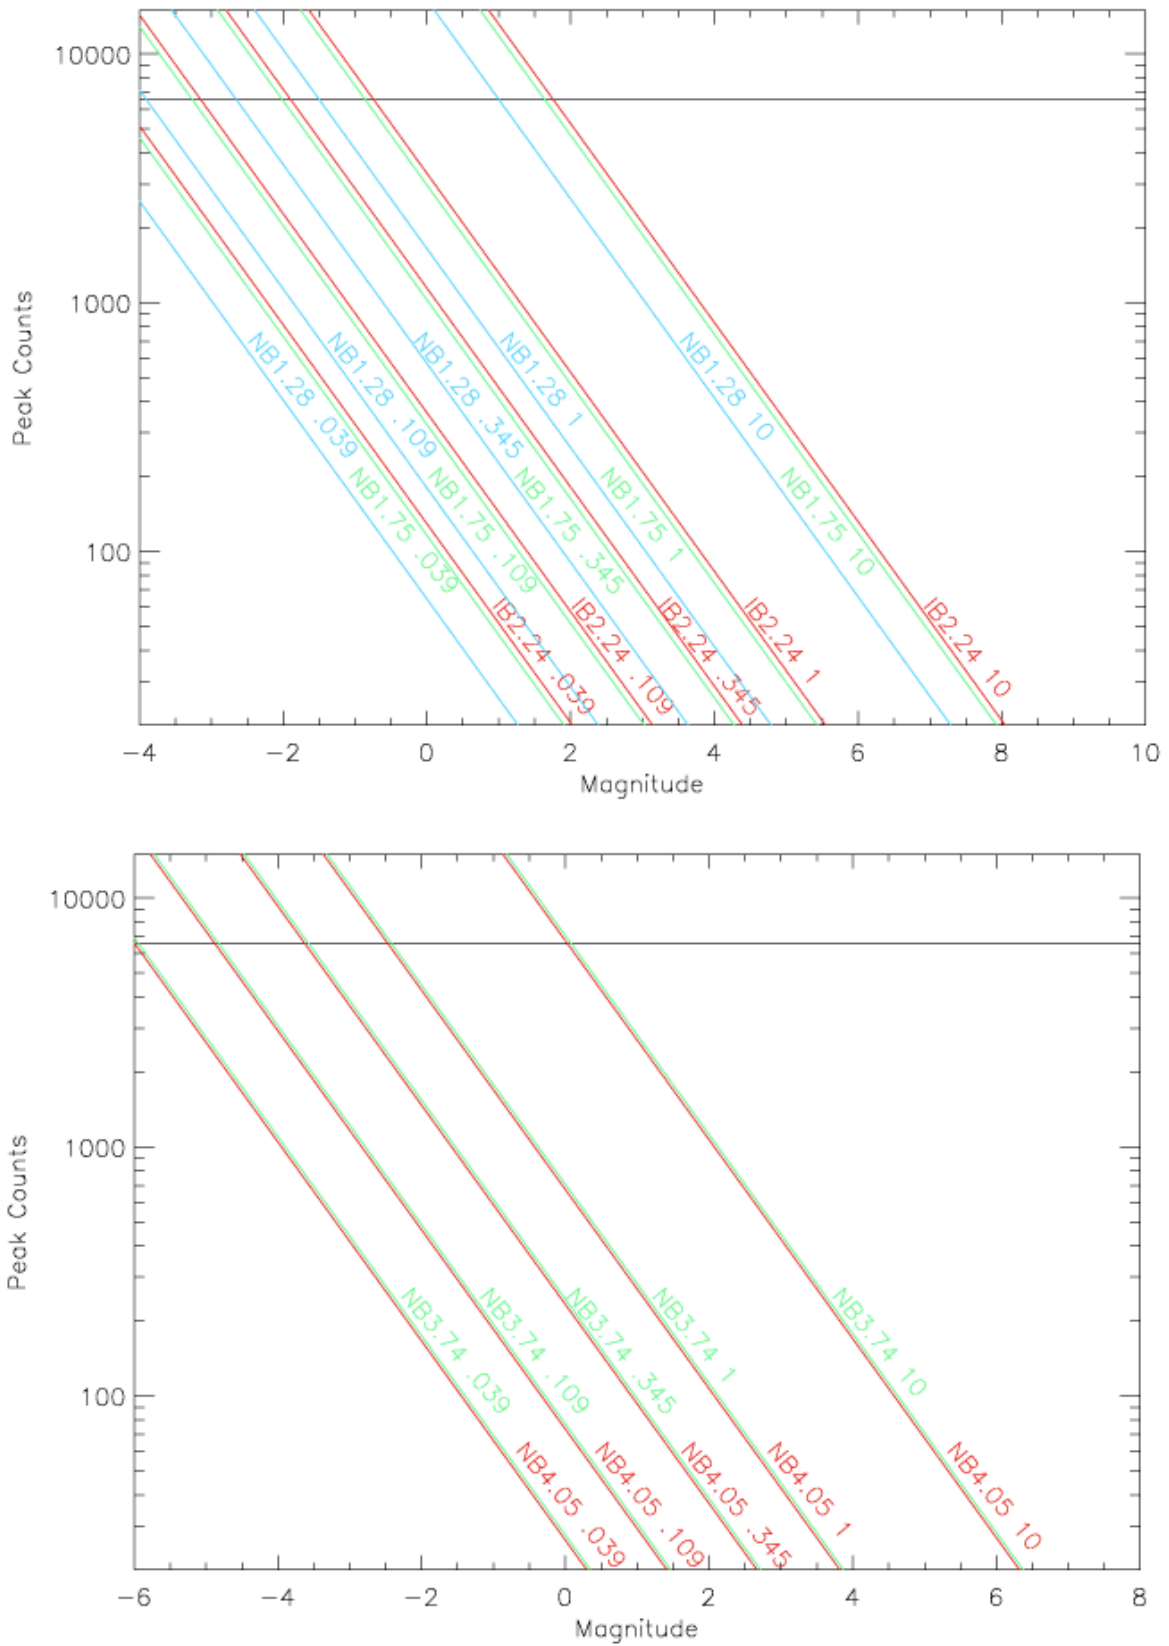 10000
1000
100
Peak Counts
NB1.28 .039
NB1.28 .109
NB1.28 .345
NB1.28 1
NB1.28 10
NB1.75 .039
NB1.75 .109
NB1.75 .345
NB1.75 1
NB1.75 10
IB2.24 .039
IB2.24 .109
IB2.24 .345
IB2.24 1
IB2.24 10
−4 −2 0 2 4 6 8 10
Magnitude
10000
1000
100
Peak Counts
NB3.74 .039
NB3.74 .109
NB3.74 .345
NB3.74 1
NB3.74 10
NB4.05 .039
NB4.05 .109
NB4.05 .345
NB4.05 1
NB4.05 10
−6 −4 −2 0 2 4 6 8
Magnitude